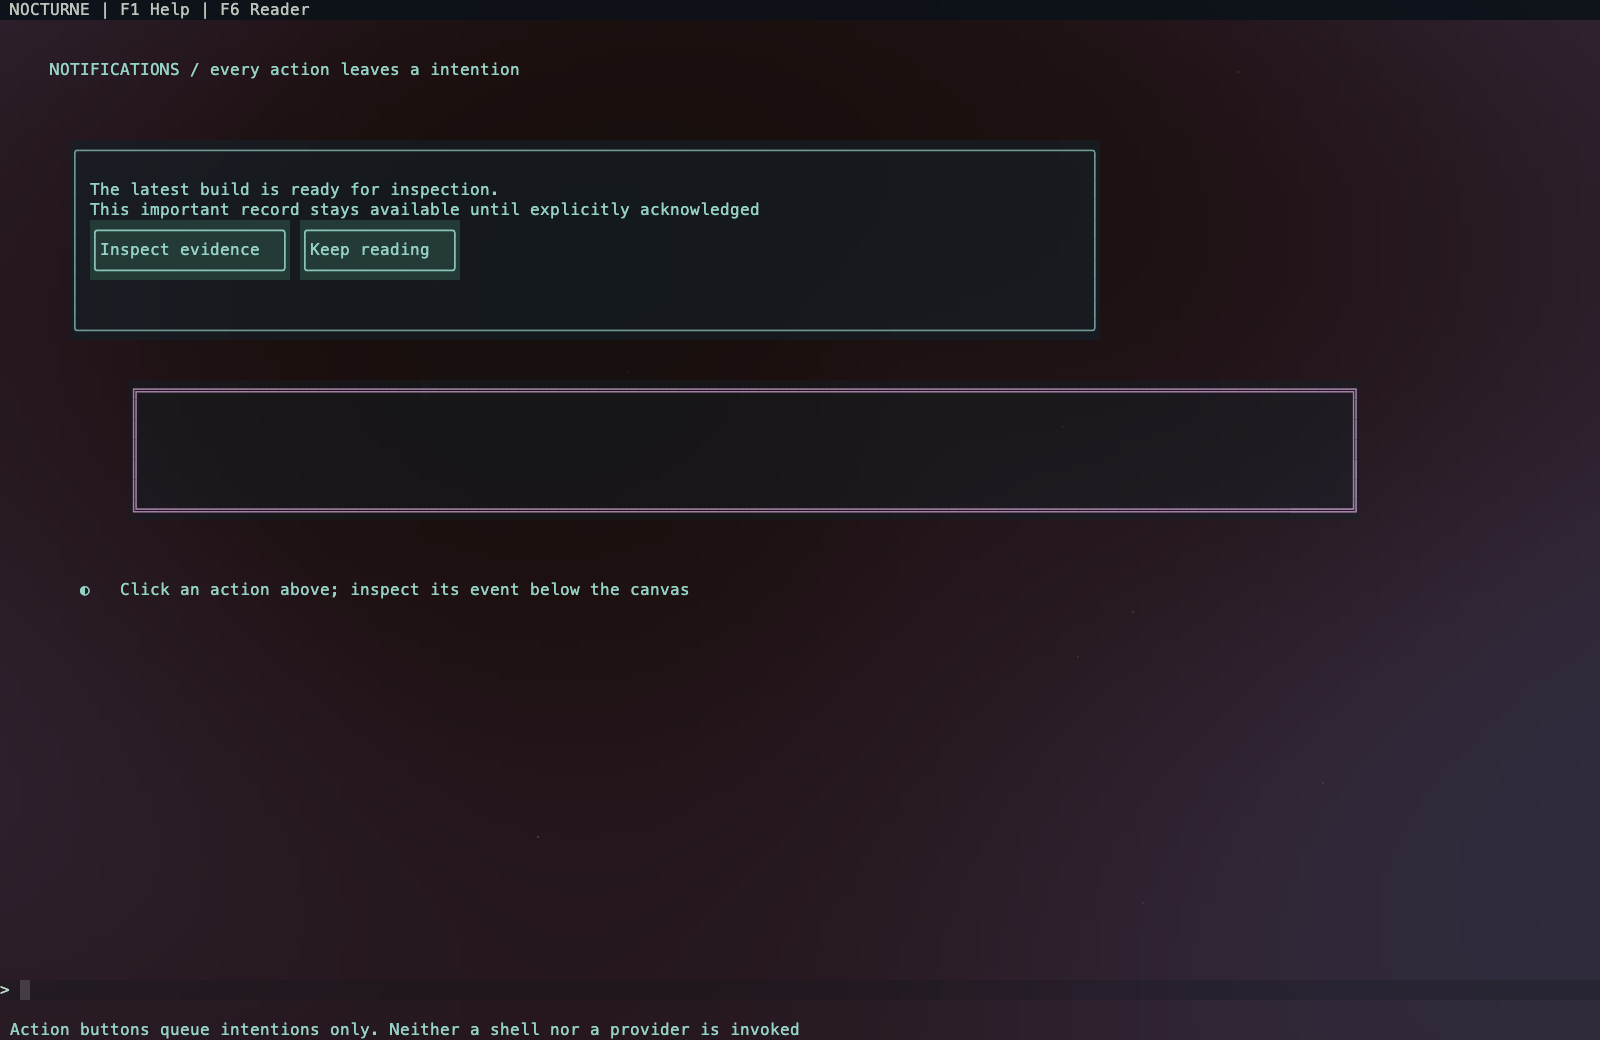 NOCTURNE | F1 Help | F6 Reader
NOTIFICATIONS / every action leaves a intention
The latest build is ready for inspection.
This important record stays available until explicitly acknowledged
Inspect evidence Keep reading
◐ Click an action above; inspect its event below the canvas
>
Action buttons queue intentions only. Neither a shell nor a provider is invoked